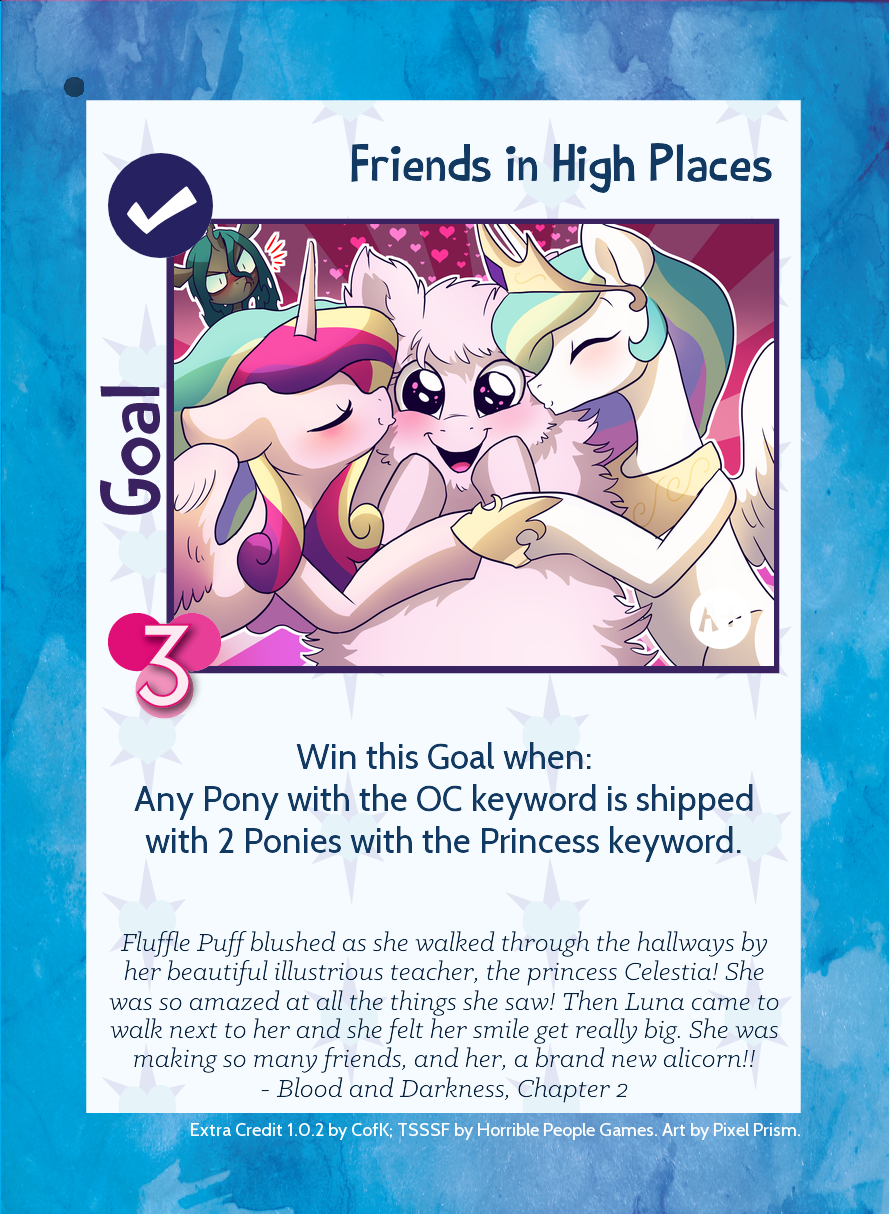 Friends in High Places
Goal
3
Win this Goal when:
Any Pony with the OC keyword is shipped
with 2 Ponies with the Princess keyword.
Fluffle Puff blushed as she walked through the hallways by
her beautiful illustrious teacher, the princess Celestia! She
was so amazed at all the things she saw! Then Luna came to
walk next to her and she felt her smile get really big. She was
making so many friends, and her, a brand new alicorn!!
- Blood and Darkness, Chapter 2
Extra Credit 1.0.2 by CofK; TSSSF by Horrible People Games. Art by Pixel Prism.